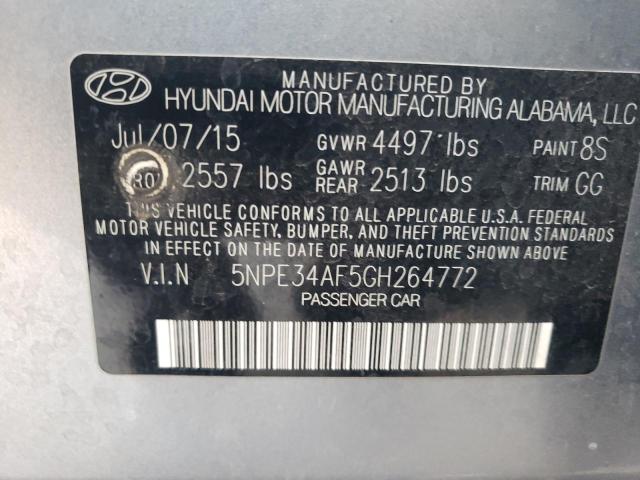 MANUFACTURED BY
HYUNDAI MOTOR MANUFACTURING ALABAMA, LLC
Jul/07/15 GVWR 4497 lbs PAINT 8S
2557 lbs GAWR REAR 2513 lbs TRIM GG
THIS VEHICLE CONFORMS TO ALL APPLICABLE U.S.A. FEDERAL
MOTOR VEHICLE SAFETY, BUMPER, AND THEFT PREVENTION STANDARDS
IN EFFECT ON THE DATE OF MANUFACTURE SHOWN ABOVE
V.I.N 5NPE34AF5GH264772
PASSENGER CAR